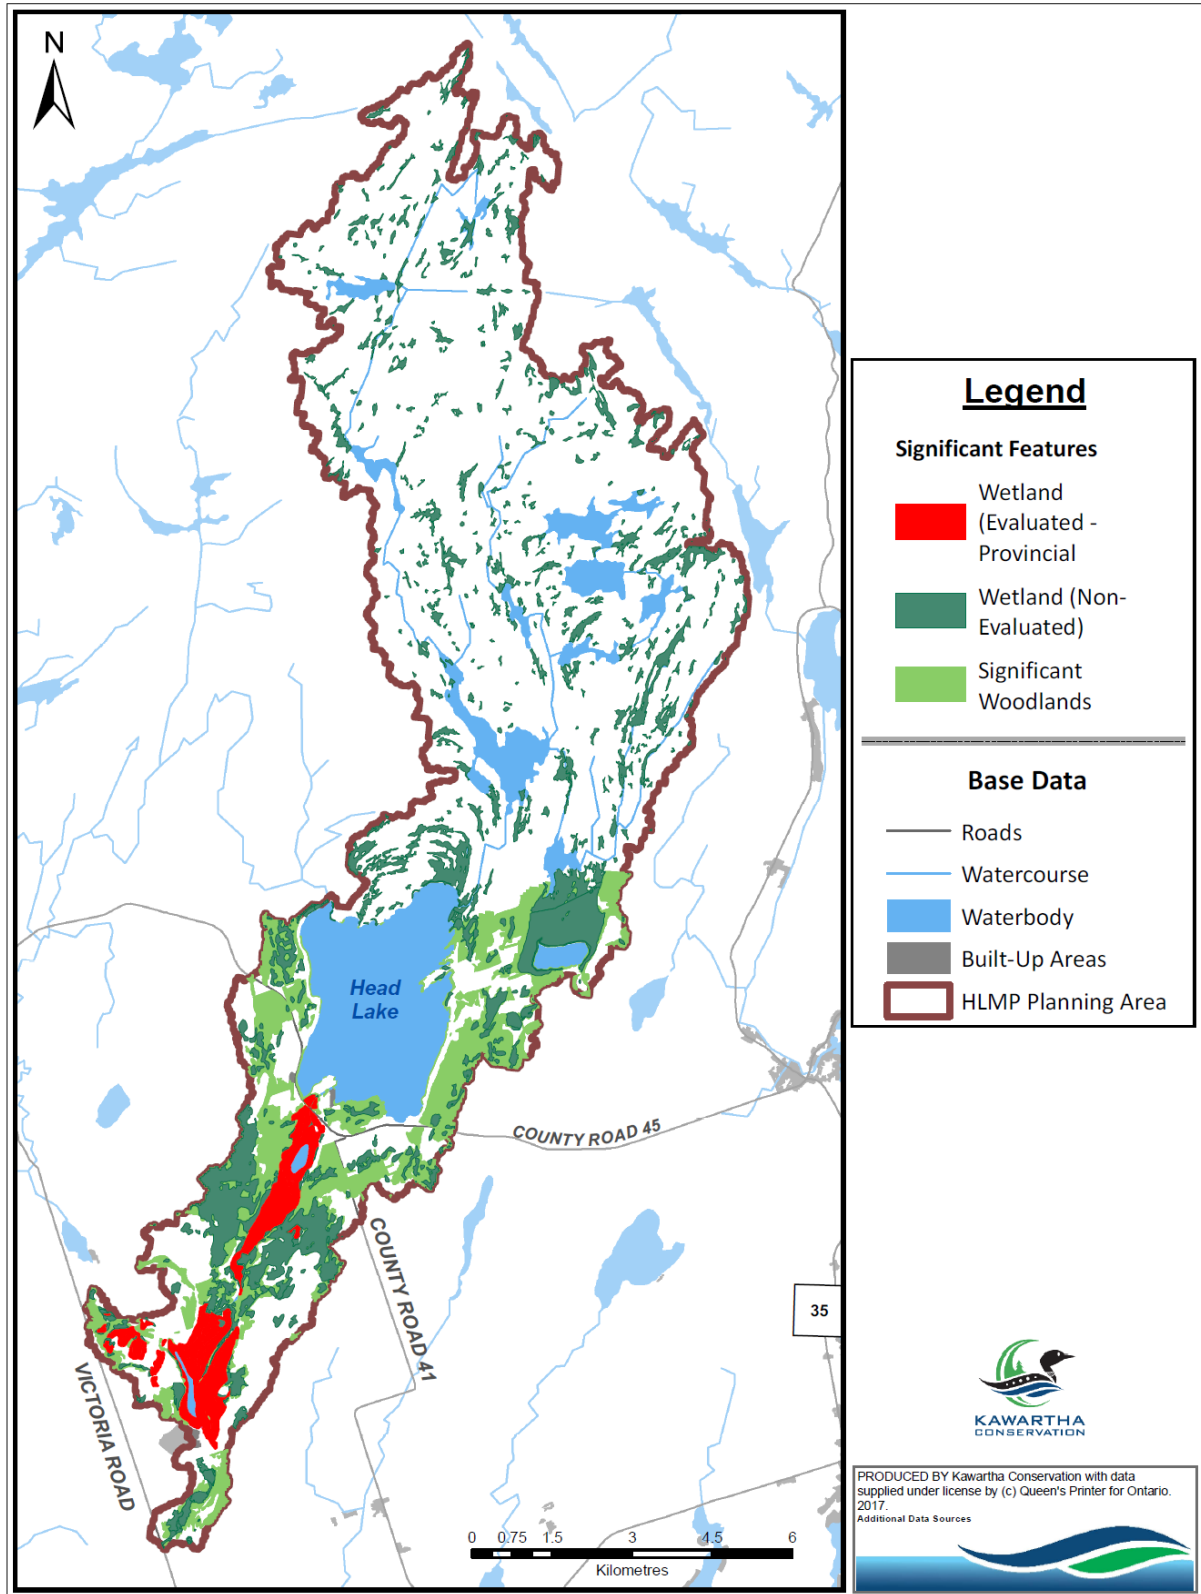 N
Head
Lake
COUNTY ROAD 45
COUNTY ROAD 41
VICTORIA ROAD
35
0 0.75 1.5 3 4.5 6
Kilometres
Legend
Significant Features
Wetland
(Evaluated -
Provincial
Wetland (Non-
Evaluated)
Significant
Woodlands
Base Data
Roads
Watercourse
Waterbody
Built-Up Areas
HLMP Planning Area
KAWARTHA
CONSERVATION
PRODUCED BY Kawartha Conservation with data
supplied under license by (c) Queen's Printer for Ontario.
2017.
Additional Data Sources